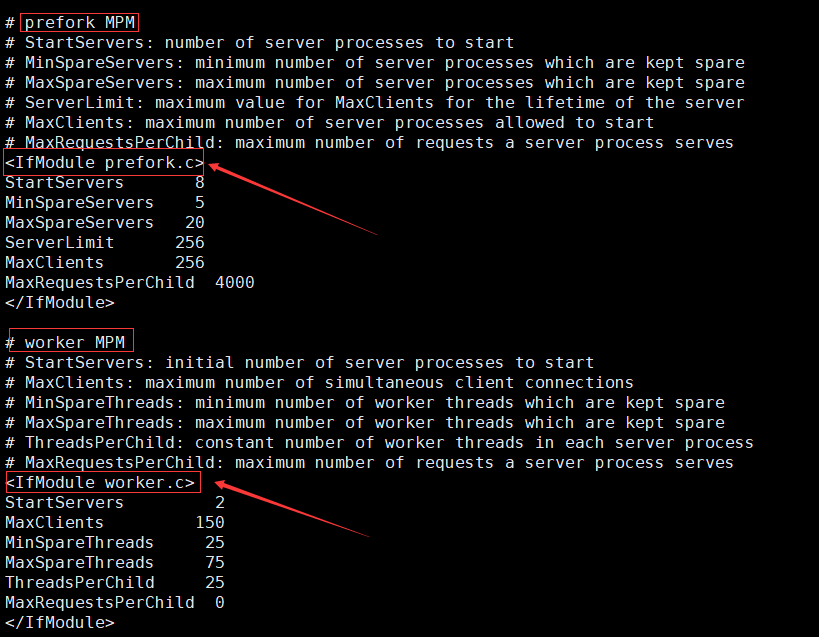 # prefork MPM
# StartServers: number of server processes to start
# MinSpareServers: minimum number of server processes which are kept spare
# MaxSpareServers: maximum number of server processes which are kept spare
# ServerLimit: maximum value for MaxClients for the lifetime of the server
# MaxClients: maximum number of server processes allowed to start
# MaxRequestsPerChild: maximum number of requests a server process serves
<IfModule prefork.c>
StartServers       8
MinSpareServers    5
MaxSpareServers   20
ServerLimit      256
MaxClients       256
MaxRequestsPerChild  4000
</IfModule>

# worker MPM
# StartServers: initial number of server processes to start
# MaxClients: maximum number of simultaneous client connections
# MinSpareThreads: minimum number of worker threads which are kept spare
# MaxSpareThreads: maximum number of worker threads which are kept spare
# ThreadsPerChild: constant number of worker threads in each server process
# MaxRequestsPerChild: maximum number of requests a server process serves
<IfModule worker.c>
StartServers         2
MaxClients         150
MinSpareThreads     25
MaxSpareThreads     75
ThreadsPerChild     25
MaxRequestsPerChild  0
</IfModule>